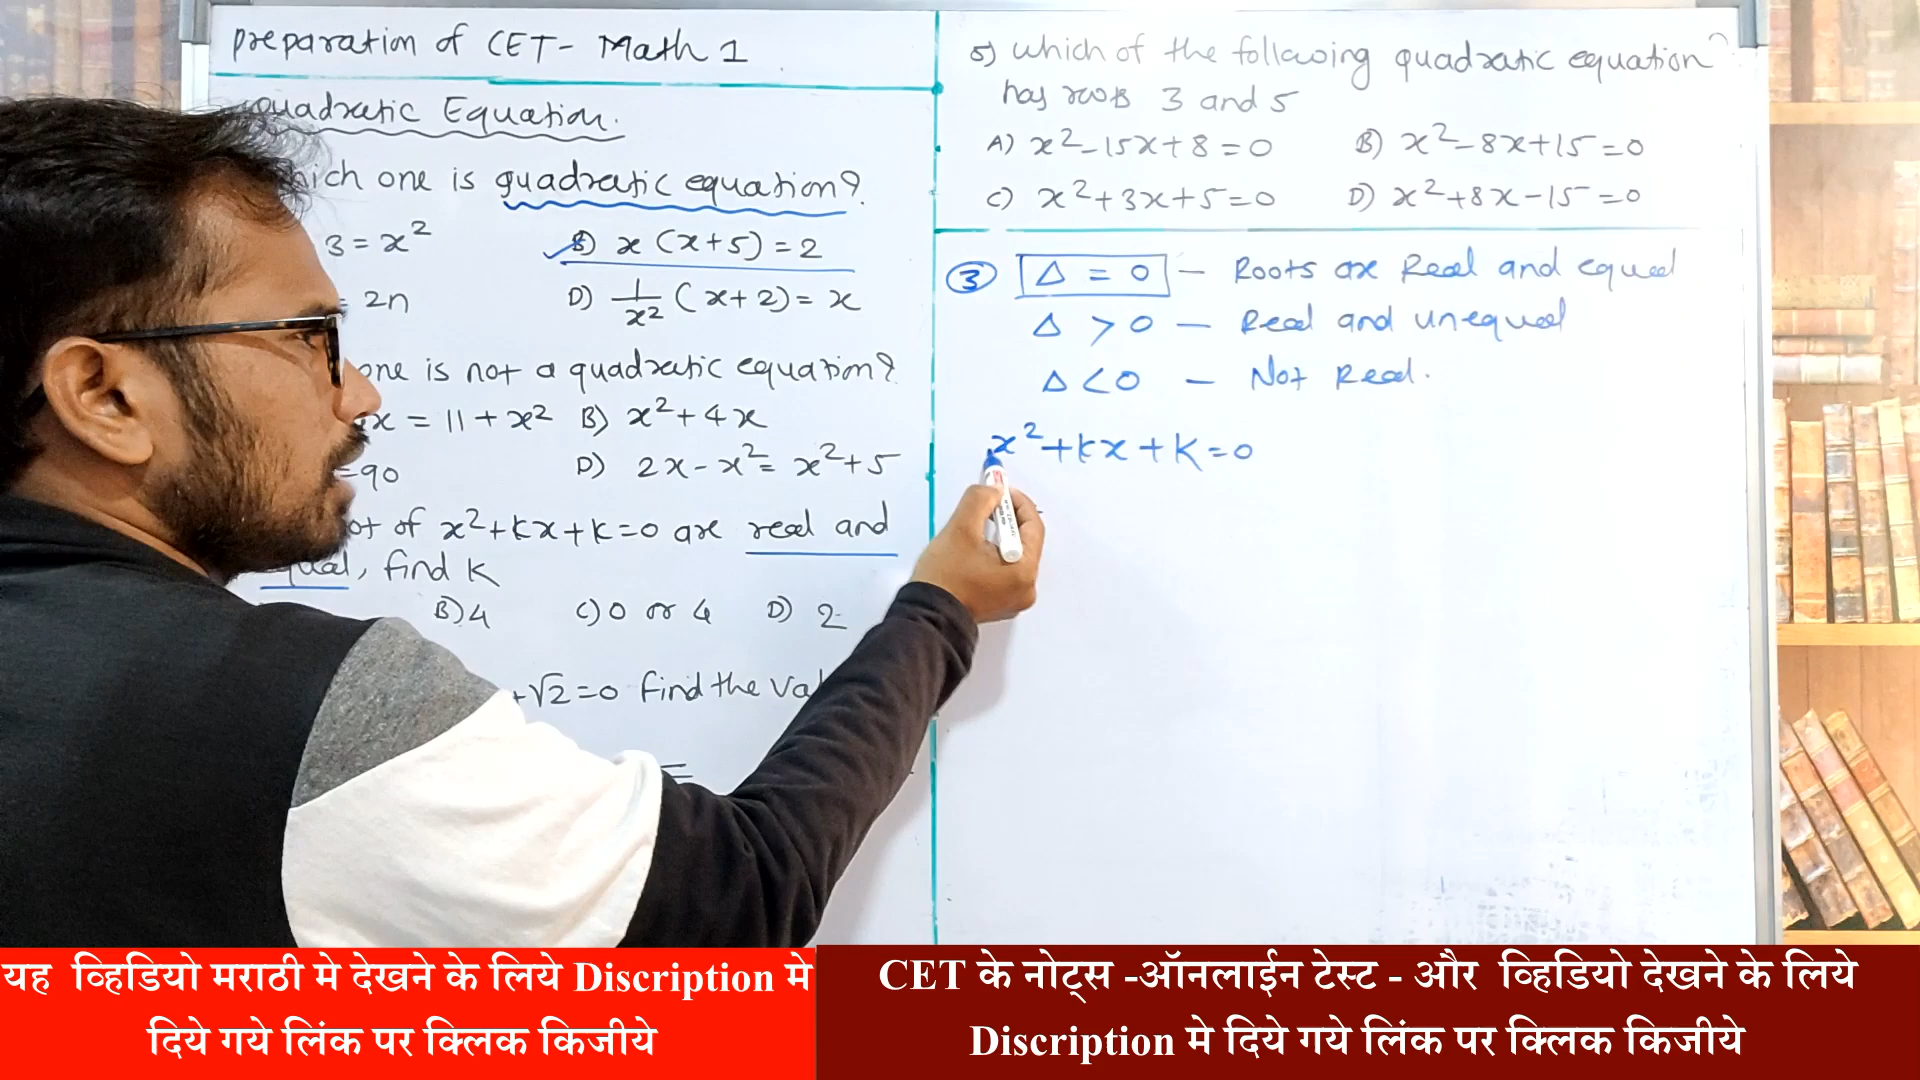 preparation of CET- Math 1
quadratic Equation.
hich one is quadratic equation?
3 = x²
B) x (x+5) = 2
= 2n
D) 1/x² (x+2) = x
one is not a quadratic equation?
x = 11 + x² B) x² + 4x
=90
D) 2x - x² = x² + 5
ot of x²+kx+k=0 are real and
qual, find k
B) 4 C) 0 or 4 D) 2
+√2=0 find the val
5) which of the following quadratic equation?
has roots 3 and 5
A) x²-15x+8=0 B) x²-8x+15=0
C) x²+3x+5=0 D) x²+8x-15=0
③ Δ = 0 – Roots are Real and equal
Δ > 0 – Real and unequal
Δ < 0 – Not Real.
x²+kx+k=0
यह व्हिडियो मराठी मे देखने के लिये Discription मे
दिये गये लिंक पर क्लिक किजीये
CET के नोट्स -ऑनलाईन टेस्ट - और व्हिडियो देखने के लिये
Discription मे दिये गये लिंक पर क्लिक किजीये